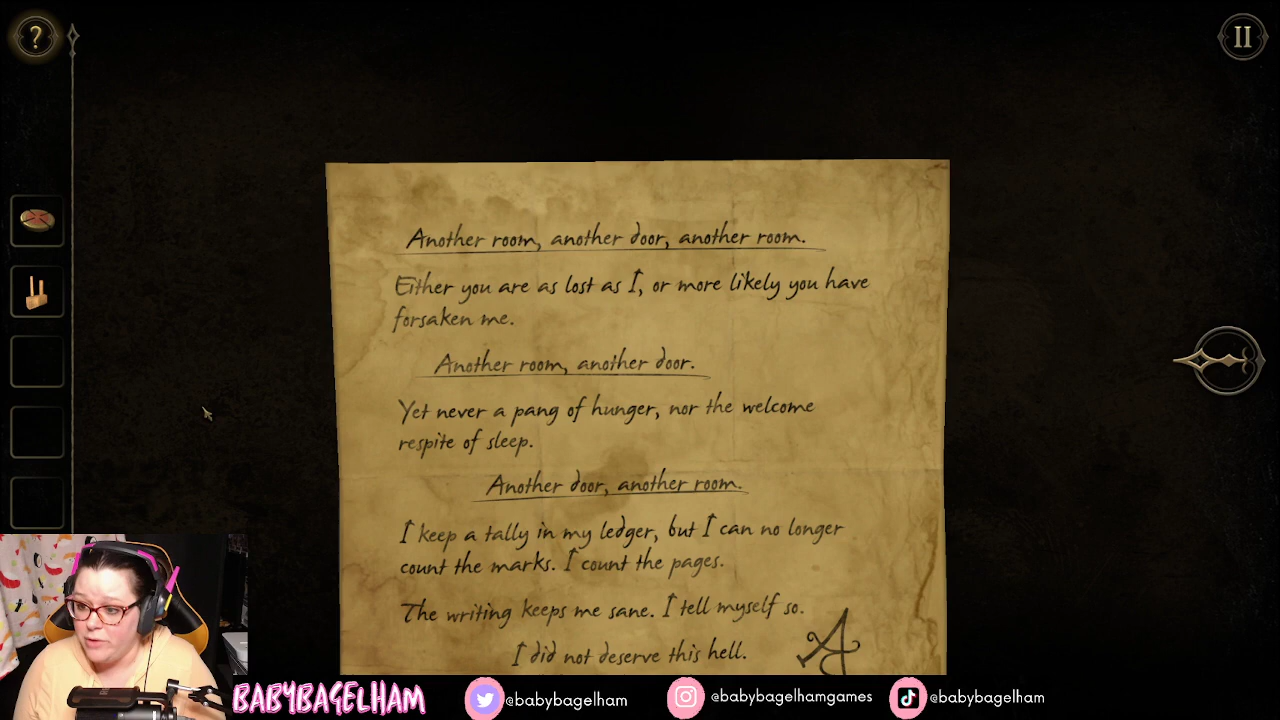 ?
II
Another room, another door, another room.
Either you are as lost as I, or more likely you have
forsaken me.
Another room, another door.
Yet never a pang of hunger, nor the welcome
respite of sleep.
Another door, another room.
I keep a tally in my ledger, but I can no longer
count the marks. I count the pages.
The writing keeps me sane. I tell myself so.
I did not deserve this hell.
A
BABYBAGELHAM
@babybagelham
@babybagelhamgames
@babybagelham